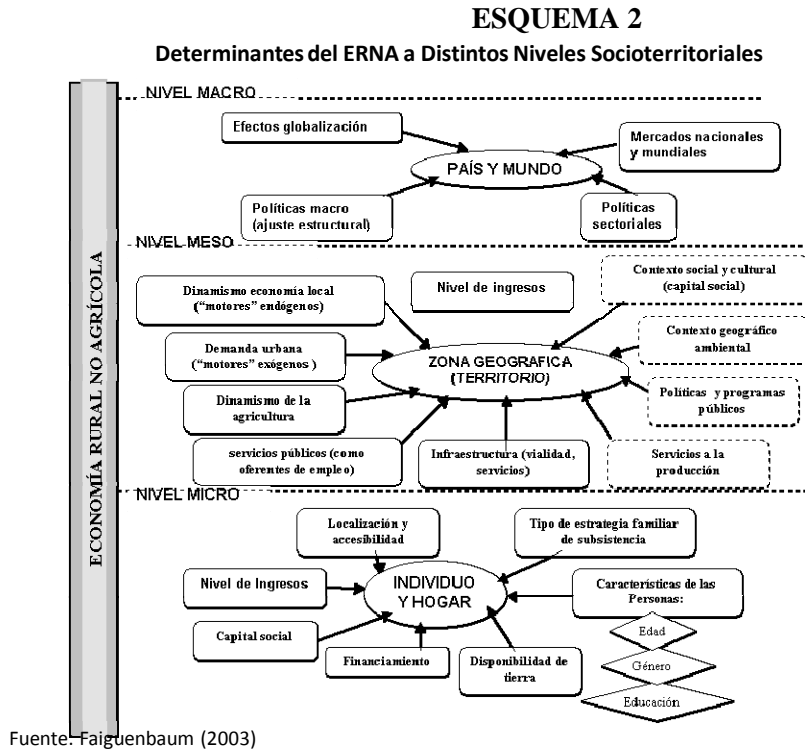 ESQUEMA 2
Determinantes del ERNA a Distintos Niveles Socioterritoriales
ECONOMÍA RURAL NO AGRÍCOLA
NIVEL MACRO
Efectos globalización
Mercados nacionales
y mundiales
PAÍS Y MUNDO
Políticas macro
(ajuste estructural)
Políticas
sectoriales
NIVEL MESO
Dinamismo economía local
("motores" endógenos)
Nivel de ingresos
Contexto social y cultural
(capital social)
Demanda urbana
("motores" exógenos )
ZONA GEOGRAFICA
(TERRITORIO)
Contexto geográfico
ambiental
Dinamismo de la
agricultura
Políticas y programas
públicos
servicios públicos (como
oferentes de empleo)
Infraestructura (vialidad,
servicios)
Servicios a la
producción
NIVEL MICRO
Localización y
accesibilidad
Tipo de estrategia familiar
de subsistencia
Nivel de Ingresos
INDIVIDUO
Y HOGAR
Características de las
Personas:
Capital social
Financiamiento
Disponibilidad de
tierra
Edad
Género
Educación
Fuente: Faiguenbaum (2003)